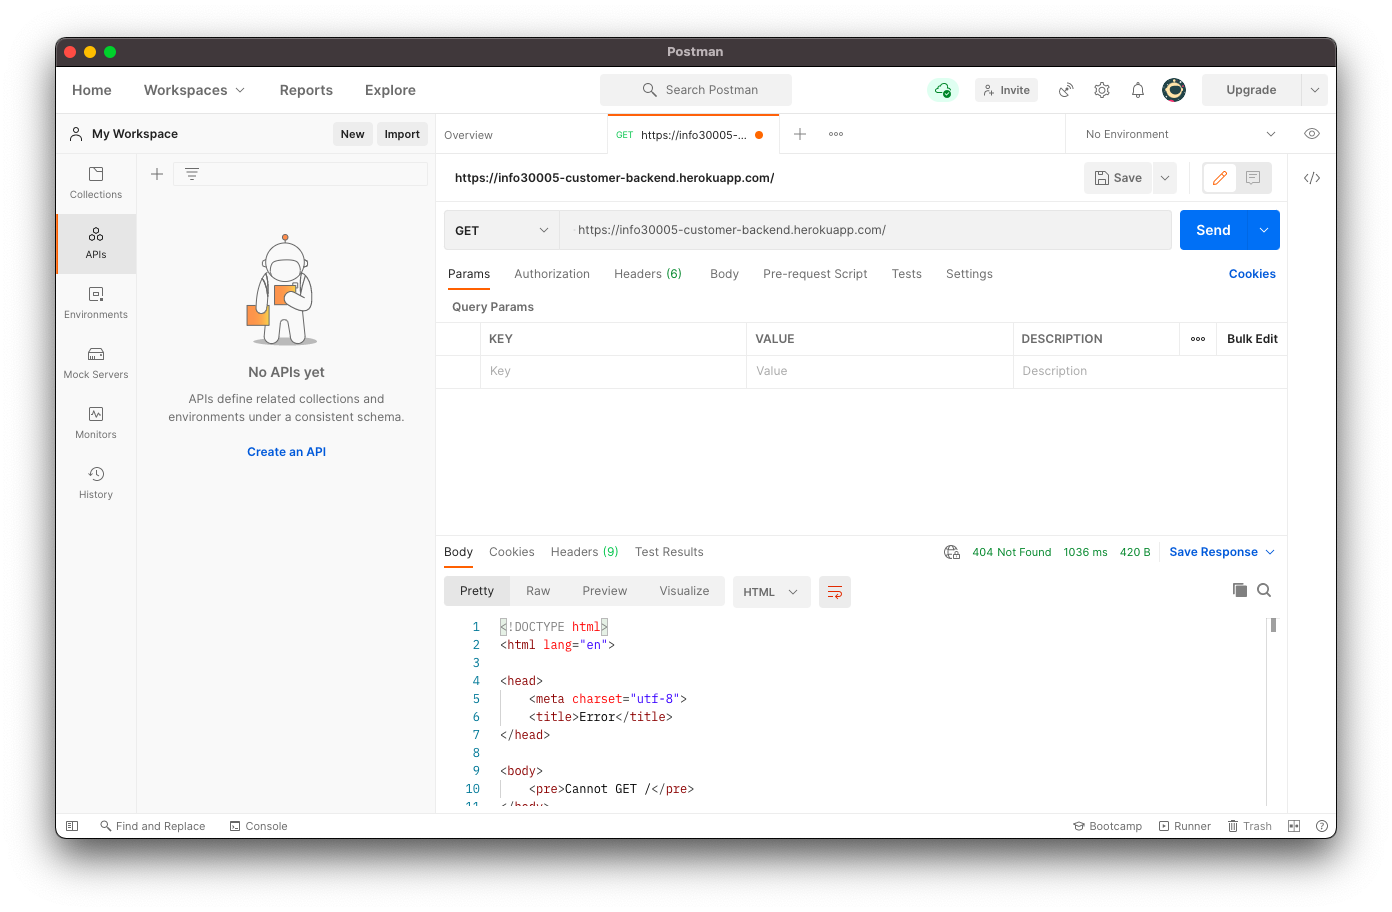 Postman
Home Workspaces Reports Explore Search Postman Invite Upgrade
My Workspace New Import Overview GET https://info30005-... No Environment
https://info30005-customer-backend.herokuapp.com/ Save
GET https://info30005-customer-backend.herokuapp.com/ Send
Params Authorization Headers (6) Body Pre-request Script Tests Settings Cookies
Query Params
KEY VALUE DESCRIPTION Bulk Edit
Key Value Description
Collections
APIs
Environments
Mock Servers
Monitors
History
No APIs yet
APIs define related collections and
environments under a consistent schema.
Create an API
Body Cookies Headers (9) Test Results 404 Not Found 1036 ms 420 B Save Response
Pretty Raw Preview Visualize HTML
1 <!DOCTYPE html>
2 <html lang="en">
3
4 <head>
5 <meta charset="utf-8">
6 <title>Error</title>
7 </head>
8
9 <body>
10 <pre>Cannot GET /</pre>
11 </body>
Find and Replace Console Bootcamp Runner Trash